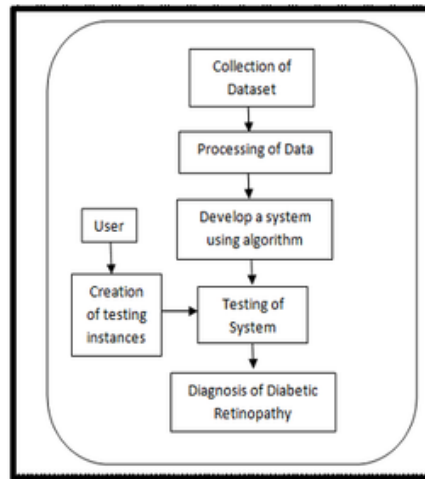 Collection of
Dataset
Processing of Data
Develop a system
using algorithm
User
Creation
of testing
instances
Testing of
System
Diagnosis of Diabetic
Retinopathy